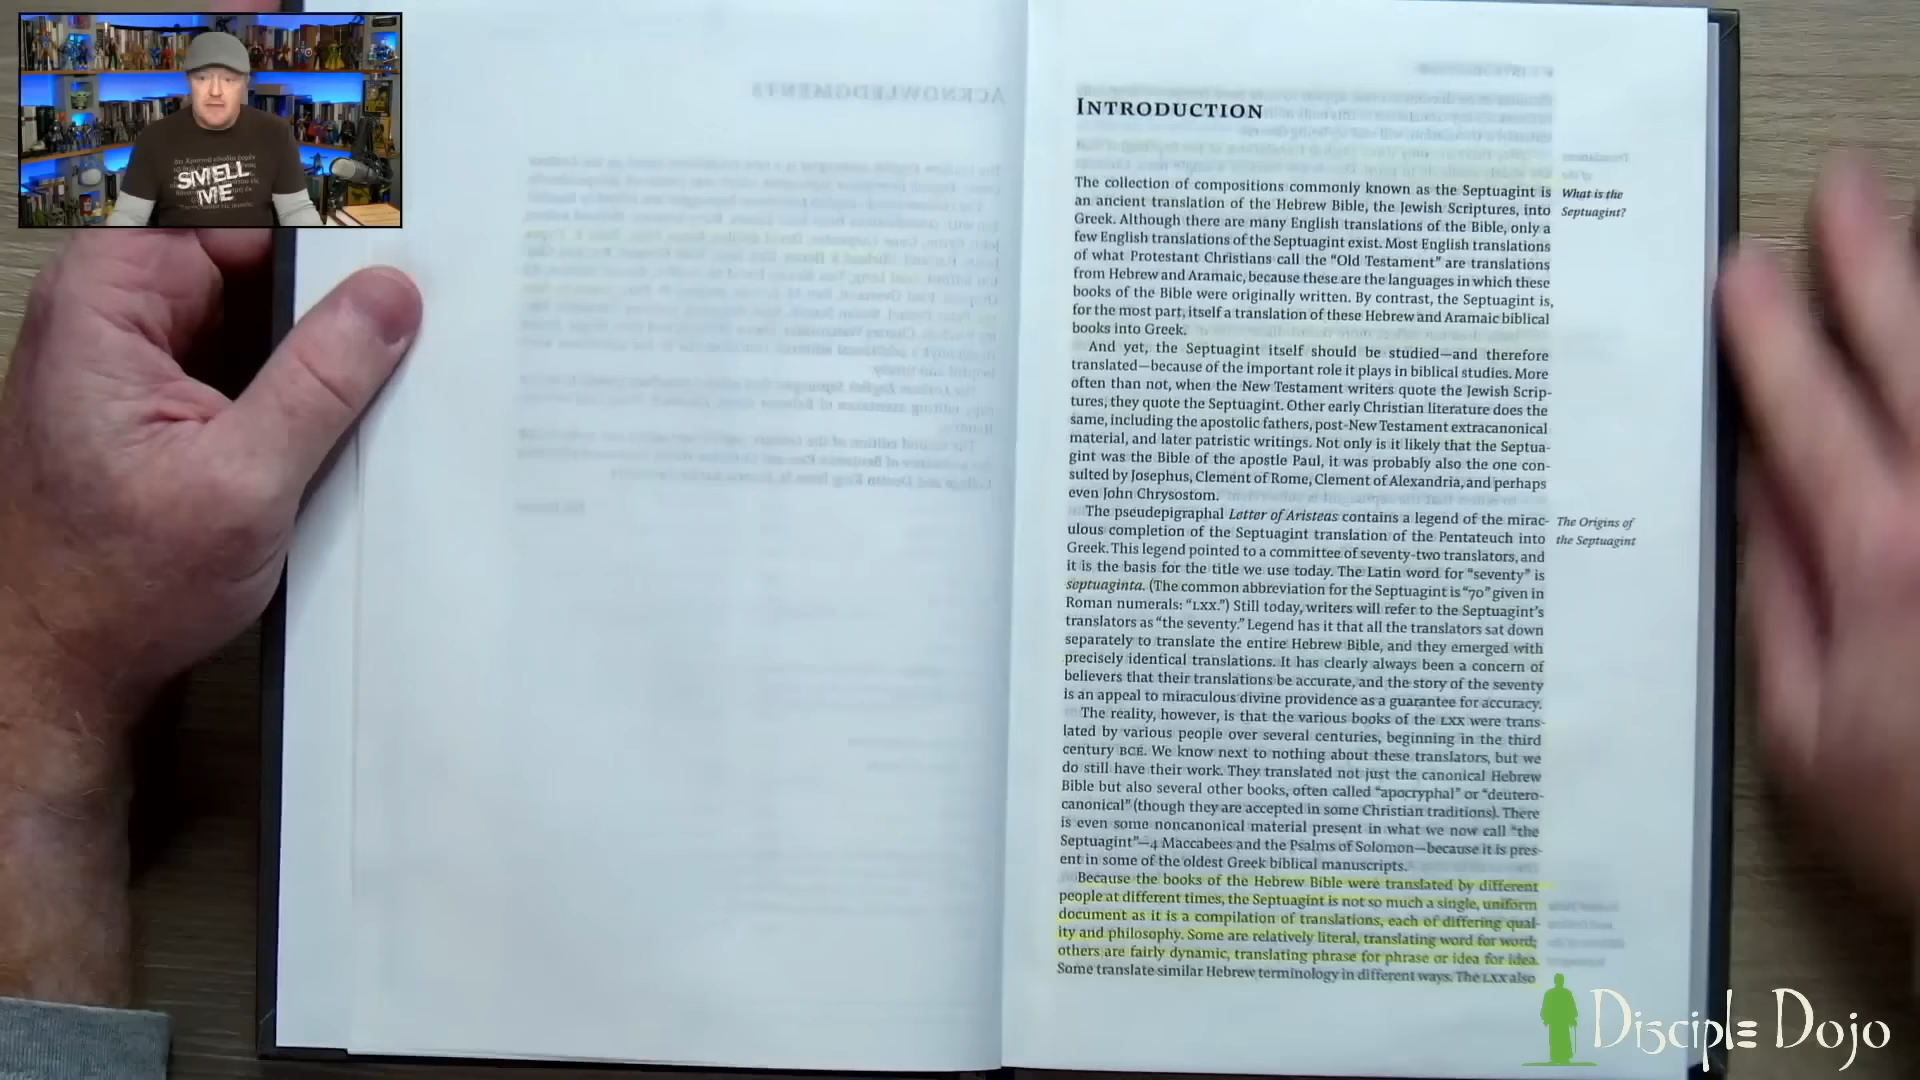 SMELL
ME
INTRODUCTION
The collection of compositions commonly known as the Septuagint is
an ancient translation of the Hebrew Bible, the Jewish Scriptures, into
Greek. Although there are many English translations of the Bible, only a
few English translations of the Septuagint exist. Most English translations
of what Protestant Christians call the “Old Testament” are translations
from Hebrew and Aramaic, because these are the languages in which these
books of the Bible were originally written. By contrast, the Septuagint is,
for the most part, itself a translation of these Hebrew and Aramaic biblical
books into Greek.
What is the
Septuagint?
And yet, the Septuagint itself should be studied—and therefore
translated—because of the important role it plays in biblical studies. More
often than not, when the New Testament writers quote the Jewish Scrip-
tures, they quote the Septuagint. Other early Christian literature does the
same, including the apostolic fathers, post-New Testament extracanonical
material, and later patristic writings. Not only is it likely that the Septua-
gint was the Bible of the apostle Paul, it was probably also the one con-
sulted by Josephus, Clement of Rome, Clement of Alexandria, and perhaps
even John Chrysostom.
The pseudepigraphal Letter of Aristeas contains a legend of the mirac-
ulous completion of the Septuagint translation of the Pentateuch into
Greek. This legend pointed to a committee of seventy-two translators, and
it is the basis for the title we use today. The Latin word for “seventy” is
septuaginta. (The common abbreviation for the Septuagint is “70” given in
Roman numerals: “LXX.”) Still today, writers will refer to the Septuagint’s
translators as “the seventy.” Legend has it that all the translators sat down
separately to translate the entire Hebrew Bible, and they emerged with
precisely identical translations. It has clearly always been a concern of
believers that their translations be accurate, and the story of the seventy
is an appeal to miraculous divine providence as a guarantee for accuracy.
The Origins of
the Septuagint
The reality, however, is that the various books of the LXX were trans-
lated by various people over several centuries, beginning in the third
century BCE. We know next to nothing about these translators, but we
do still have their work. They translated not just the canonical Hebrew
Bible but also several other books, often called “apocryphal” or “deutero-
canonical” (though they are accepted in some Christian traditions). There
is even some noncanonical material present in what we now call “the
Septuagint”—4 Maccabees and the Psalms of Solomon—because it is pres-
ent in some of the oldest Greek biblical manuscripts.
Because the books of the Hebrew Bible were translated by different
people at different times, the Septuagint is not so much a single, uniform
document as it is a compilation of translations, each of differing qual-
ity and philosophy. Some are relatively literal, translating word for word;
others are fairly dynamic, translating phrase for phrase or idea for idea.
Some translate similar Hebrew terminology in different ways. The LXX also
Disciple Dojo